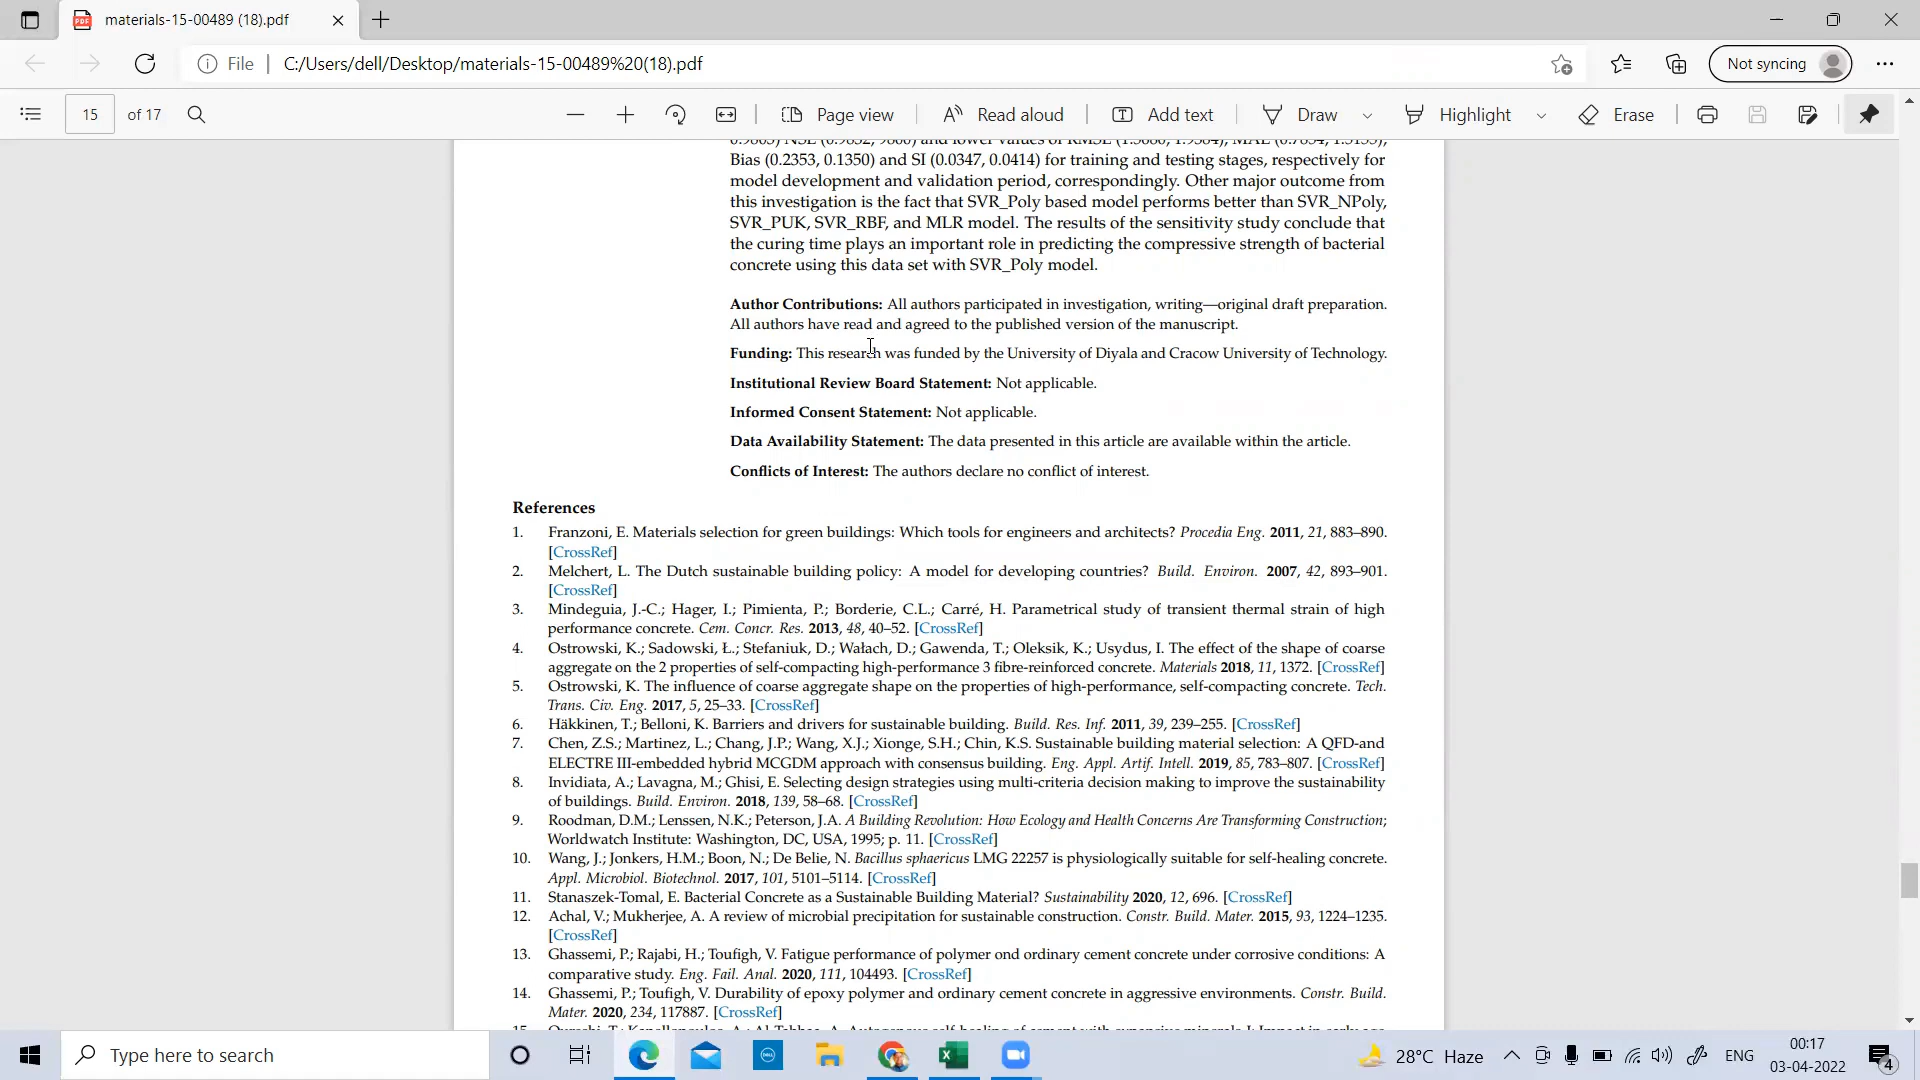 materials-15-00489 (18).pdf
File
C:/Users/dell/Desktop/materials-15-00489%20(18).pdf
Not syncing
15 of 17
Page view
Read aloud
Add text
Draw
Highlight
Erase
Bias (0.2353, 0.1350) and SI (0.0347, 0.0414) for training and testing stages, respectively for
model development and validation period, correspondingly. Other major outcome from
this investigation is the fact that SVR_Poly based model performs better than SVR_NPoly,
SVR_PUK, SVR_RBF, and MLR model. The results of the sensitivity study conclude that
the curing time plays an important role in predicting the compressive strength of bacterial
concrete using this data set with SVR_Poly model.
Author Contributions: All authors participated in investigation, writing—original draft preparation.
All authors have read and agreed to the published version of the manuscript.
Funding: This research was funded by the University of Diyala and Cracow University of Technology.
Institutional Review Board Statement: Not applicable.
Informed Consent Statement: Not applicable.
Data Availability Statement: The data presented in this article are available within the article.
Conflicts of Interest: The authors declare no conflict of interest.
References
1. Franzoni, E. Materials selection for green buildings: Which tools for engineers and architects? Procedia Eng. 2011, 21, 883–890.
[CrossRef]
2. Melchert, L. The Dutch sustainable building policy: A model for developing countries? Build. Environ. 2007, 42, 893–901.
[CrossRef]
3. Mindeguia, J.-C.; Hager, I.; Pimienta, P.; Borderie, C.L.; Carré, H. Parametrical study of transient thermal strain of high
performance concrete. Cem. Concr. Res. 2013, 48, 40–52. [CrossRef]
4. Ostrowski, K.; Sadowski, Ł.; Stefaniuk, D.; Wałach, D.; Gawenda, T.; Oleksik, K.; Usydus, I. The effect of the shape of coarse
aggregate on the 2 properties of self-compacting high-performance 3 fibre-reinforced concrete. Materials 2018, 11, 1372. [CrossRef]
5. Ostrowski, K. The influence of coarse aggregate shape on the properties of high-performance, self-compacting concrete. Tech.
Trans. Civ. Eng. 2017, 5, 25–33. [CrossRef]
6. Häkkinen, T.; Belloni, K. Barriers and drivers for sustainable building. Build. Res. Inf. 2011, 39, 239–255. [CrossRef]
7. Chen, Z.S.; Martinez, L.; Chang, J.P.; Wang, X.J.; Xionge, S.H.; Chin, K.S. Sustainable building material selection: A QFD-and
ELECTRE III-embedded hybrid MCGDM approach with consensus building. Eng. Appl. Artif. Intell. 2019, 85, 783–807. [CrossRef]
8. Invidiata, A.; Lavagna, M.; Ghisi, E. Selecting design strategies using multi-criteria decision making to improve the sustainability
of buildings. Build. Environ. 2018, 139, 58–68. [CrossRef]
9. Roodman, D.M.; Lenssen, N.K.; Peterson, J.A. A Building Revolution: How Ecology and Health Concerns Are Transforming Construction;
Worldwatch Institute: Washington, DC, USA, 1995; p. 11. [CrossRef]
10. Wang, J.; Jonkers, H.M.; Boon, N.; De Belie, N. Bacillus sphaericus LMG 22257 is physiologically suitable for self-healing concrete.
Appl. Microbiol. Biotechnol. 2017, 101, 5101–5114. [CrossRef]
11. Stanaszek-Tomal, E. Bacterial Concrete as a Sustainable Building Material? Sustainability 2020, 12, 696. [CrossRef]
12. Achal, V.; Mukherjee, A. A review of microbial precipitation for sustainable construction. Constr. Build. Mater. 2015, 93, 1224–1235.
[CrossRef]
13. Ghassemi, P.; Rajabi, H.; Toufigh, V. Fatigue performance of polymer ond ordinary cement concrete under corrosive conditions: A
comparative study. Eng. Fail. Anal. 2020, 111, 104493. [CrossRef]
14. Ghassemi, P.; Toufigh, V. Durability of epoxy polymer and ordinary cement concrete in aggressive environments. Constr. Build.
Mater. 2020, 234, 117887. [CrossRef]
Type here to search
28°C Haze
ENG
00:17
03-04-2022
4